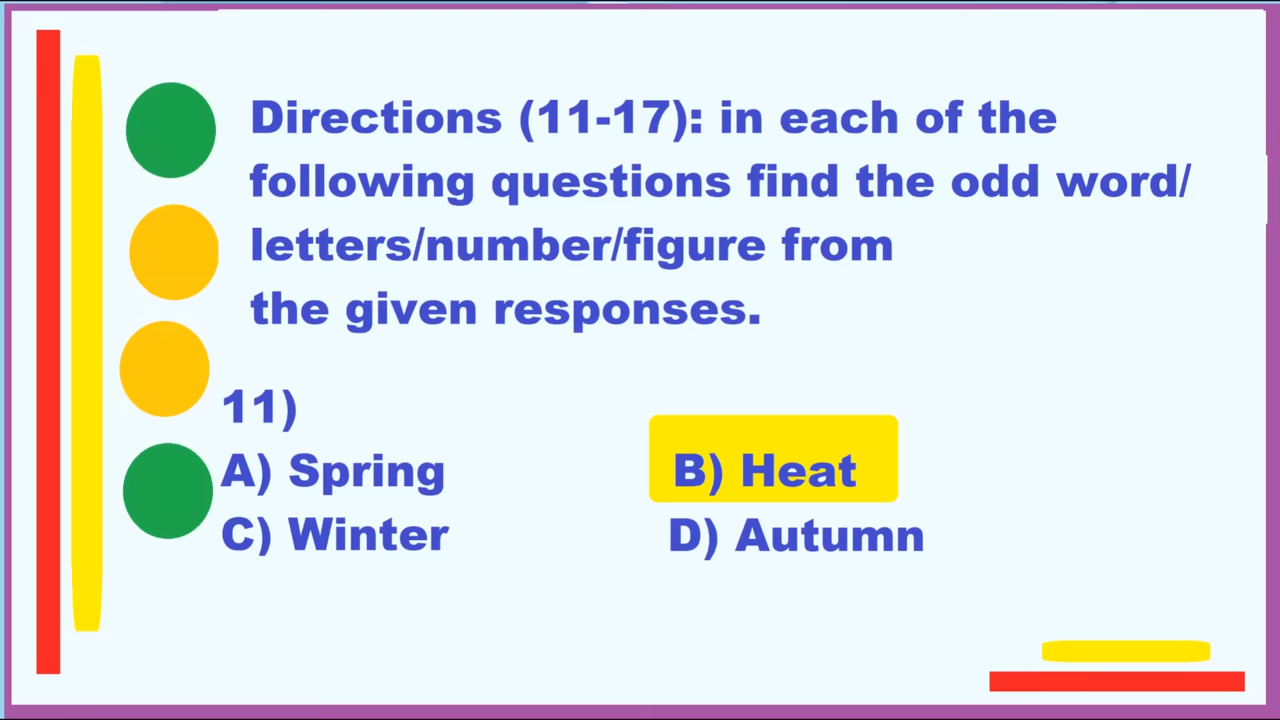 Directions (11-17): in each of the
following questions find the odd word/
letters/number/figure from
the given responses.
11)
A) Spring B) Heat
C) Winter D) Autumn